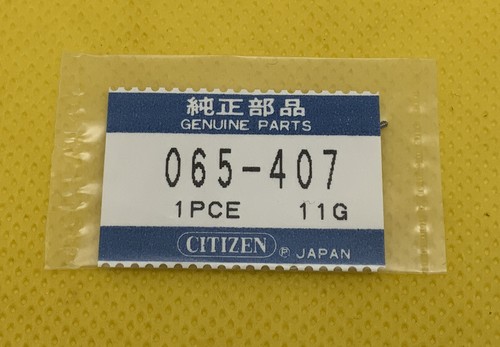 純正部品
GENUINE PARTS
065-407
1PCE 11G
CITIZEN Ⓟ JAPAN